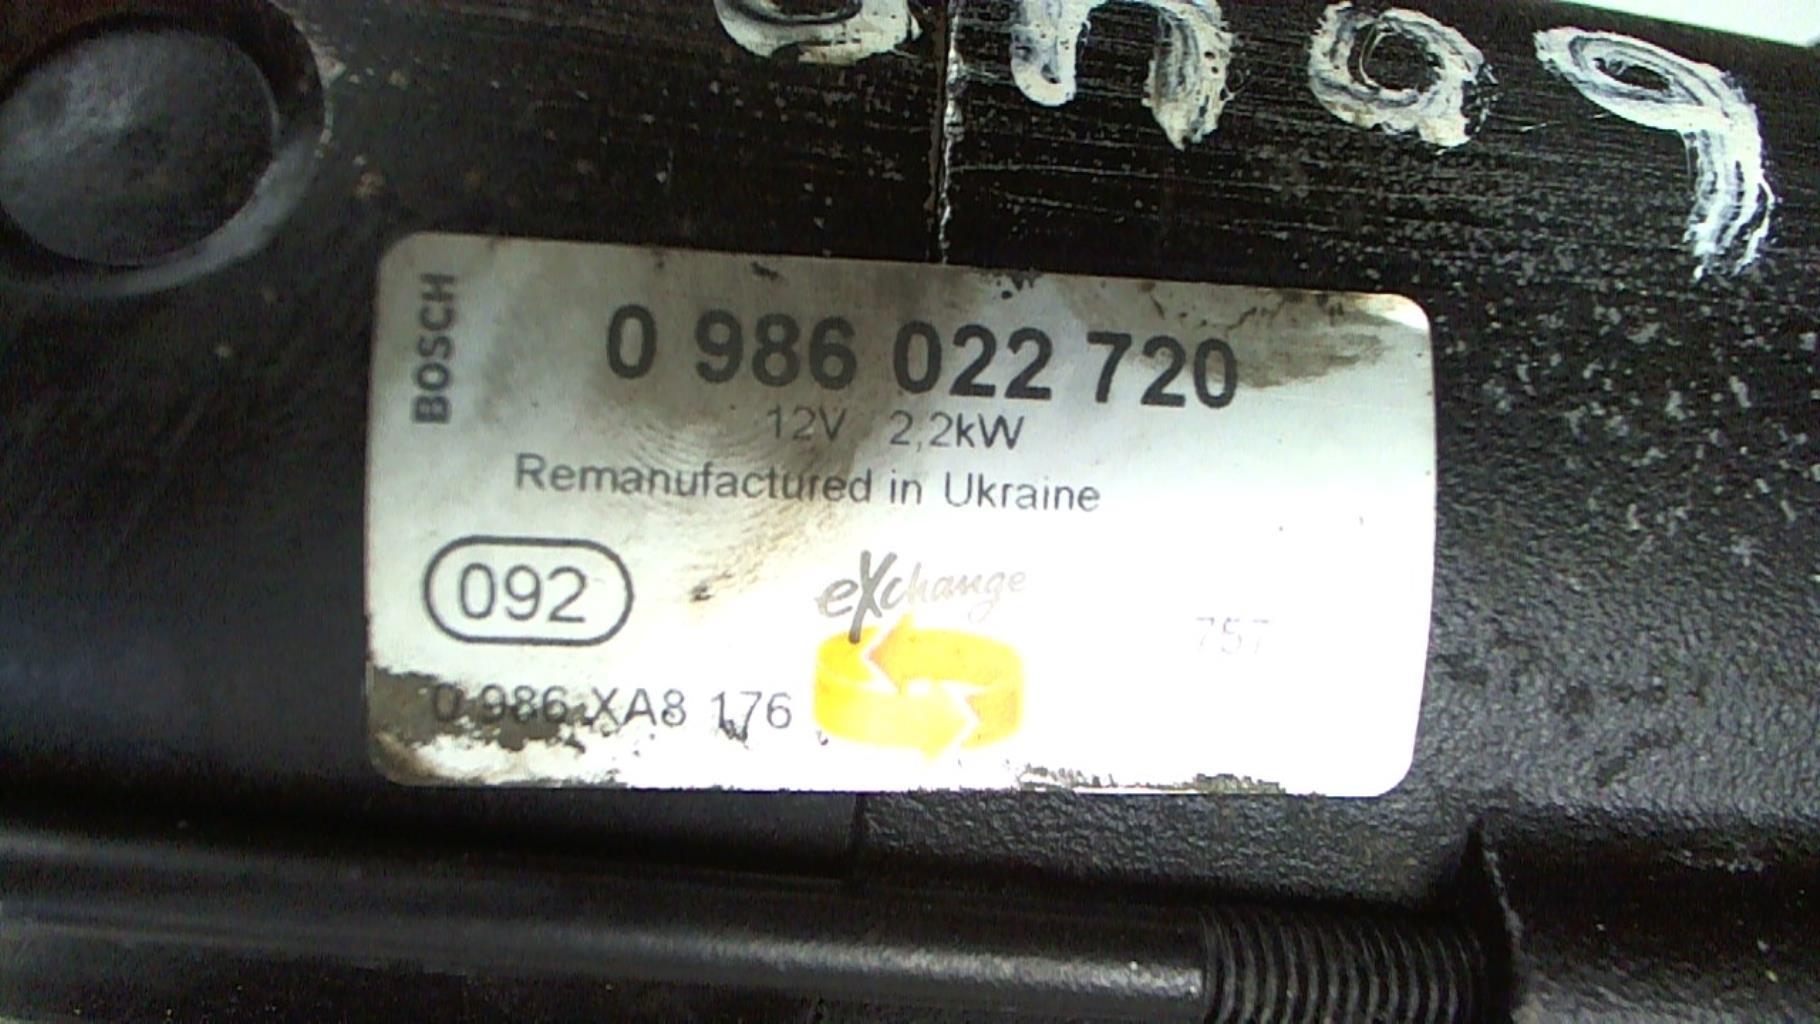 BOSCH
0 986 022 720
12V 2,2kW
Remanufactured in Ukraine
092
eXchange
757
0 986 XA8 176